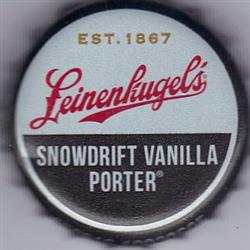 EST. 1867
Leinenkugel's
SNOWDRIFT VANILLA
PORTER®